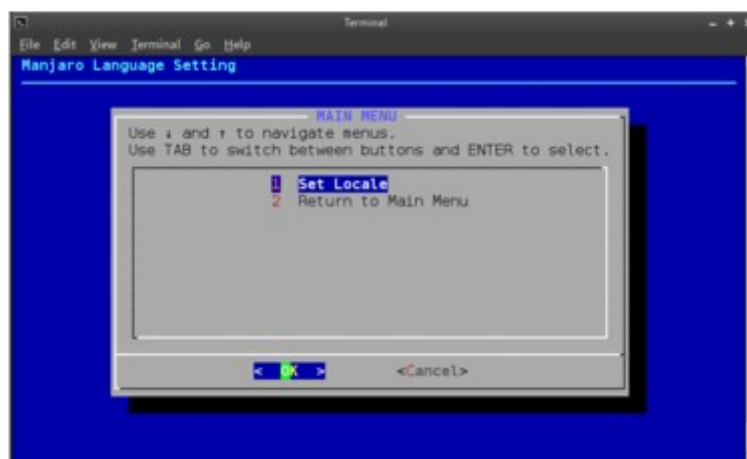 Terminal
File Edit View Terminal Go Help
Manjaro Language Setting
MAIN MENU
Use ↓ and ↑ to navigate menus.
Use TAB to switch between buttons and ENTER to select.
1 Set Locale
2 Return to Main Menu
< OK > <Cancel>